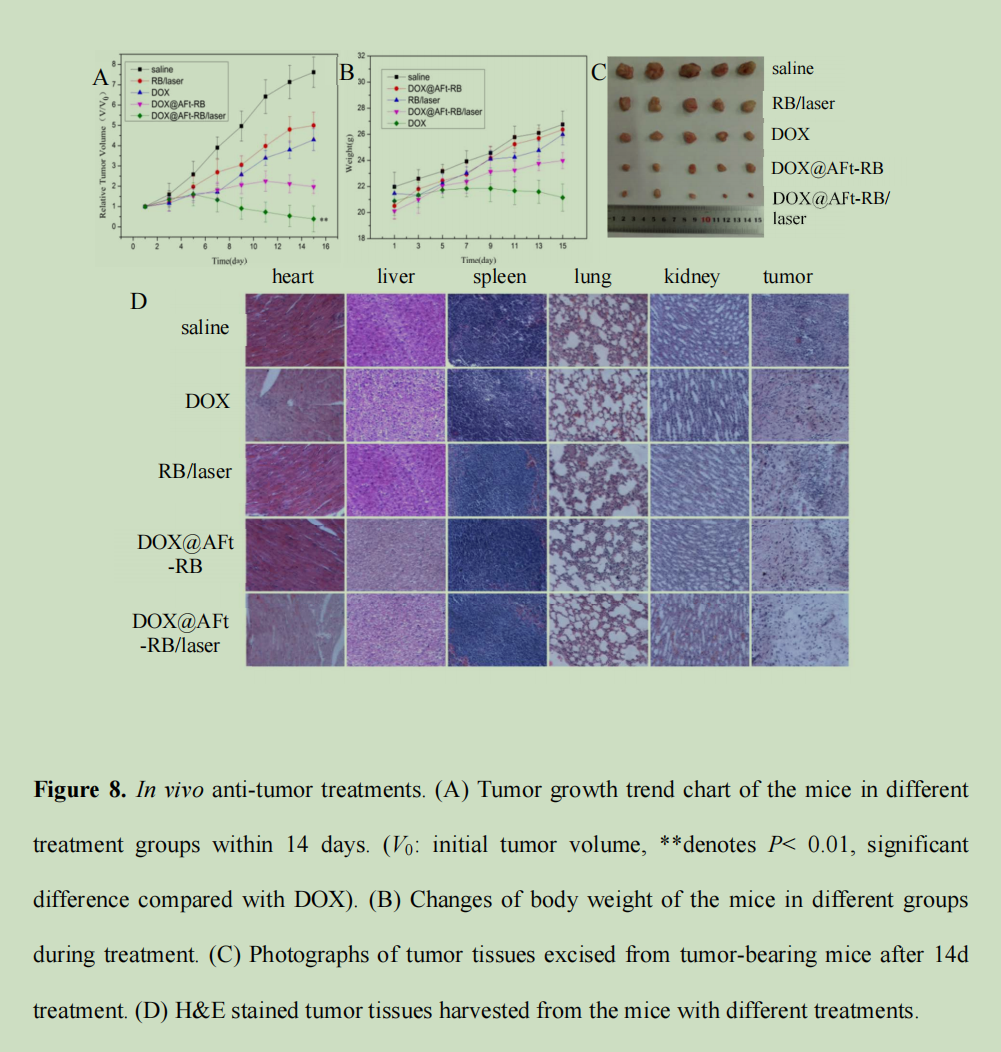 A
Relative Tumor Volume (V/V0)
8
7
6
5
4
3
2
1
0
saline
RB/laser
DOX
DOX@AFt-RB
DOX@AFt-RB/laser
**
0 2 4 6 8 10 12 14 16
Time(day)
B
Weight(g)
32
30
28
26
24
22
20
18
saline
DOX@AFt-RB
RB/laser
DOX@AFt-RB/laser
DOX
1 3 5 7 9 11 13 15
Time(day)
C
saline
RB/laser
DOX
DOX@AFt-RB
DOX@AFt-RB/
laser
1 2 3 4 5 6 7 8 9 10 11 12 13 14 15
heart liver spleen lung kidney tumor
D
saline
DOX
RB/laser
DOX@AFt
-RB
DOX@AFt
-RB/laser
Figure 8. In vivo anti-tumor treatments. (A) Tumor growth trend chart of the mice in different
treatment groups within 14 days. (V0: initial tumor volume, **denotes P< 0.01, significant
difference compared with DOX). (B) Changes of body weight of the mice in different groups
during treatment. (C) Photographs of tumor tissues excised from tumor-bearing mice after 14d
treatment. (D) H&E stained tumor tissues harvested from the mice with different treatments.